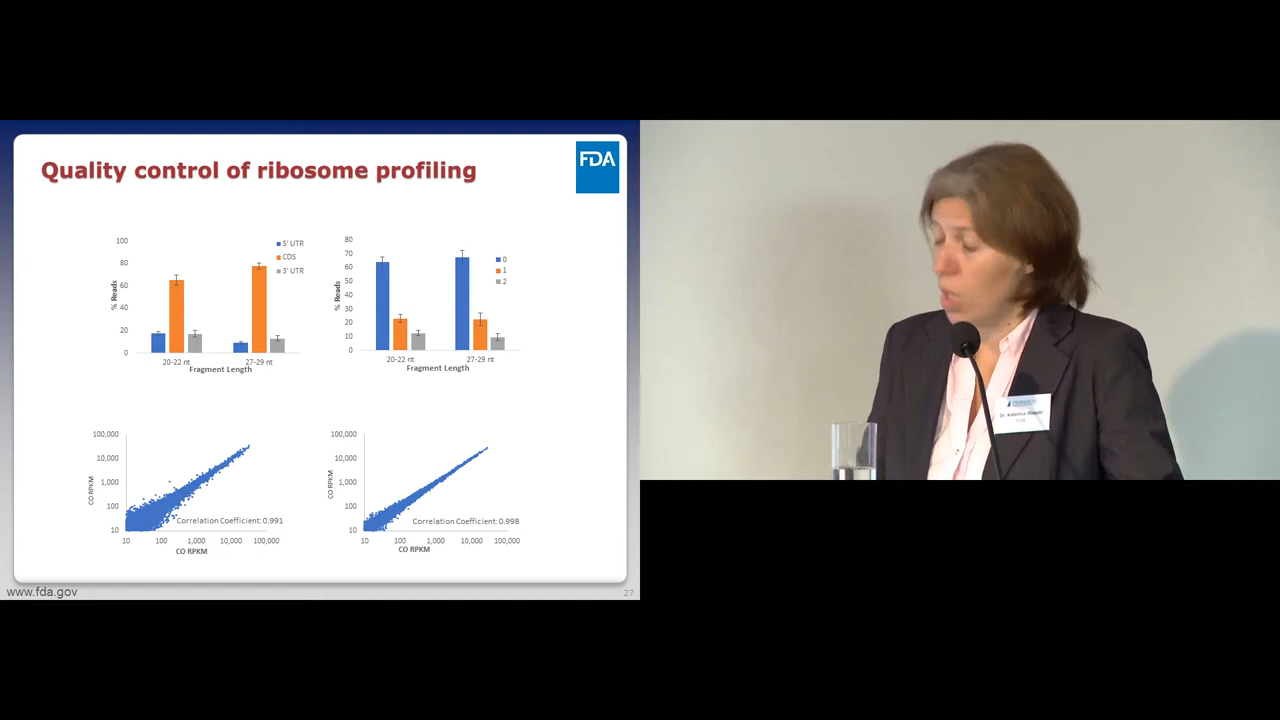 Quality control of ribosome profiling
FDA
100
80
60
40
20
0
% Reads
5' UTR
CDS
3' UTR
20-22 nt
27-29 nt
Fragment Length
80
70
60
50
40
30
20
10
0
% Reads
0
1
2
20-22 nt
27-29 nt
Fragment Length
100,000
10,000
1,000
100
10
CO RPKM
Correlation Coefficient: 0.991
10
100
1,000
10,000
100,000
CO RPKM
100,000
10,000
1,000
100
10
CO RPKM
Correlation Coefficient: 0.998
10
100
1,000
10,000
100,000
CO RPKM
www.fda.gov
27
Dr. Katarina
FDA